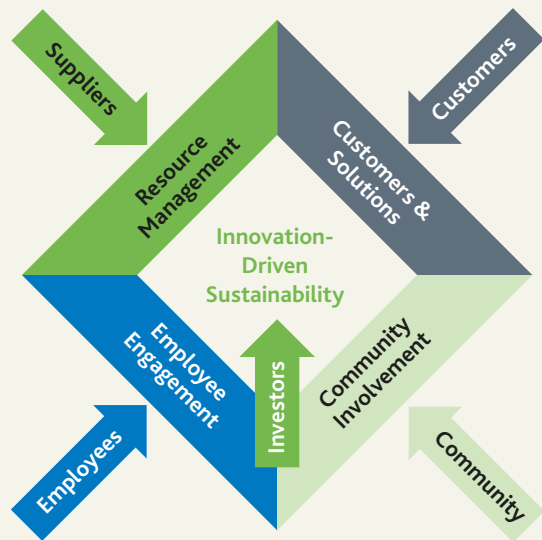 Suppliers
Customers
Resource
Management
Customers &
Solutions
Innovation-
Driven
Sustainability
Employee
Engagement
Investors
Community
Involvement
Employees
Community